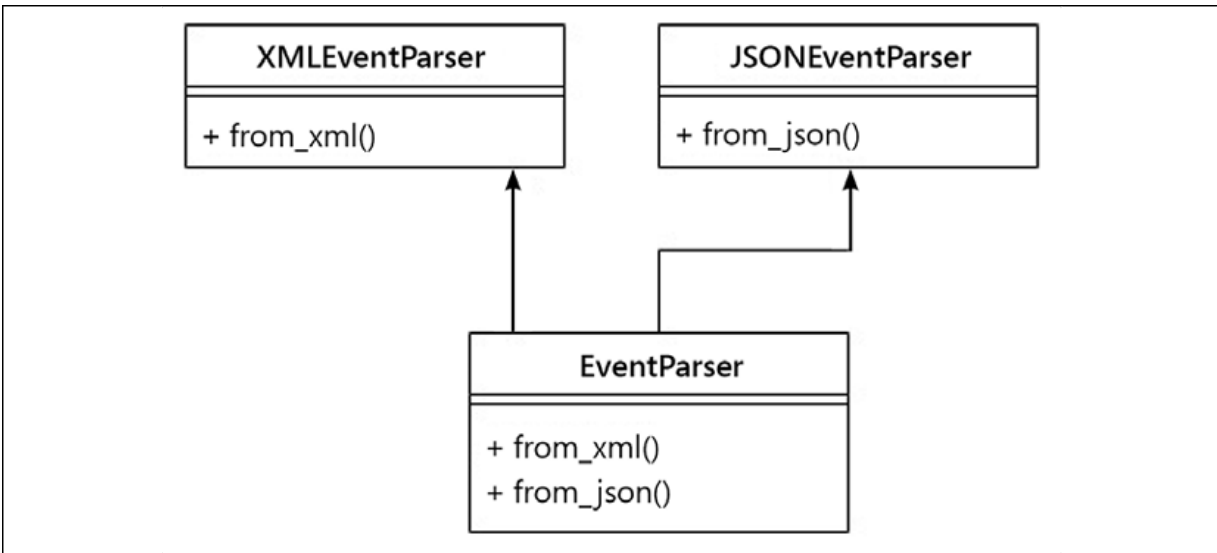 XMLEventParser
+ from_xml()
JSONEventParser
+ from_json()
EventParser
+ from_xml()
+ from_json()